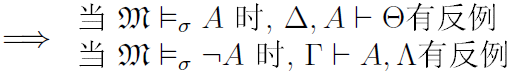 ⟹ 当 𝔐 ⊨σ A 时, Δ, A ⊢ Θ有反例
当 𝔐 ⊨σ ¬A 时, Γ ⊢ A, Λ有反例